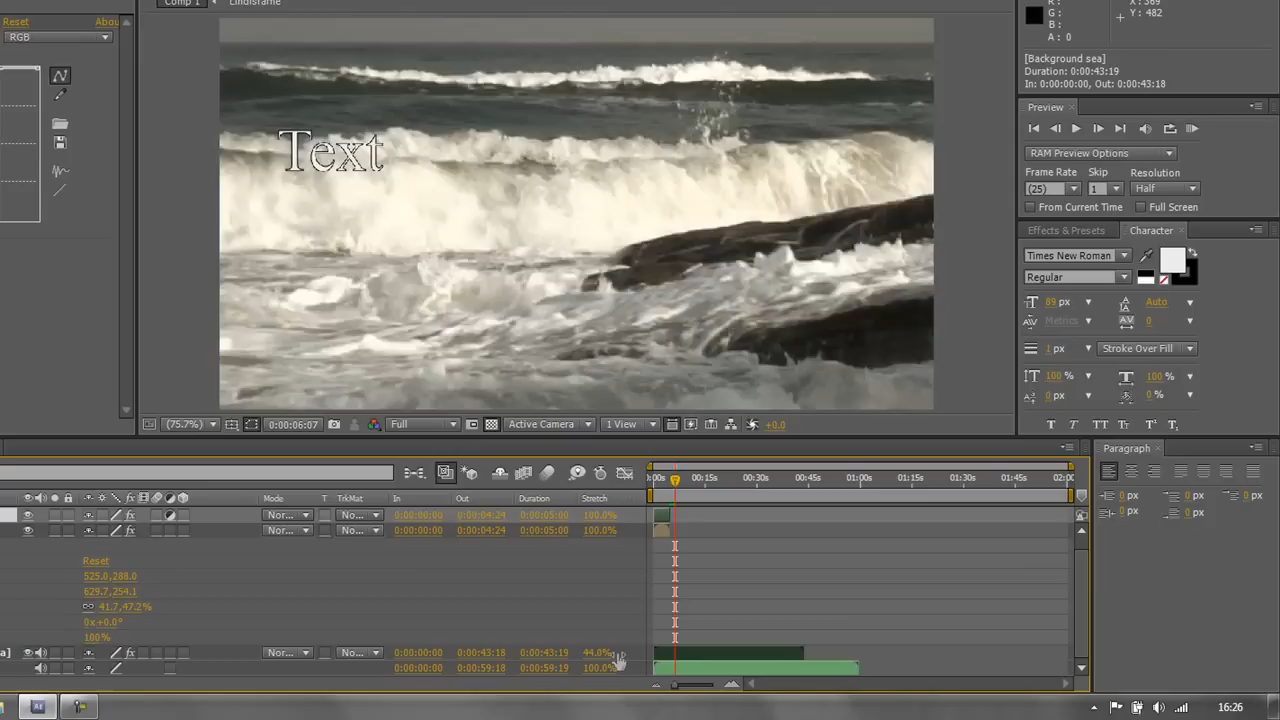 Comp 1
Lindisfarne
Reset
Abou
RGB
R:
G:
B:
A: 0
X: 369
Y: 482
[Background sea]
Duration: 0:00:43:19
In: 0:00:00:00, Out: 0:00:43:18
Preview
RAM Preview Options
Frame Rate
Skip
Resolution
(25)
1
Half
From Current Time
Full Screen
Effects & Presets
Character
Times New Roman
Regular
89 px
Auto
Metrics
0
1 px
Stroke Over Fill
100 %
100 %
0 px
0 %
T T TT Tr T¹ T₁
Text
(75.7%)
0:00:06:07
Full
Active Camera
1 View
+0.0
Paragraph
0 px
0 px
0 px
0 px
0 px
Mode
T
TrkMat
In
Out
Duration
Stretch
:00s
00:15s
00:30s
00:45s
01:00s
01:15s
01:30s
01:45s
02:00
Nor...
No...
0:00:00:00
0:00:04:24
0:00:05:00
100.0%
Nor...
No...
0:00:00:00
0:00:04:24
0:00:05:00
100.0%
Reset
525.0,288.0
629.7,254.1
41.7,47.2%
0x+0.0°
100%
a]
Nor...
No...
0:00:00:00
0:00:43:18
0:00:43:19
44.0%
0:00:00:00
0:00:59:18
0:00:59:19
100.0%
Ae
16:26